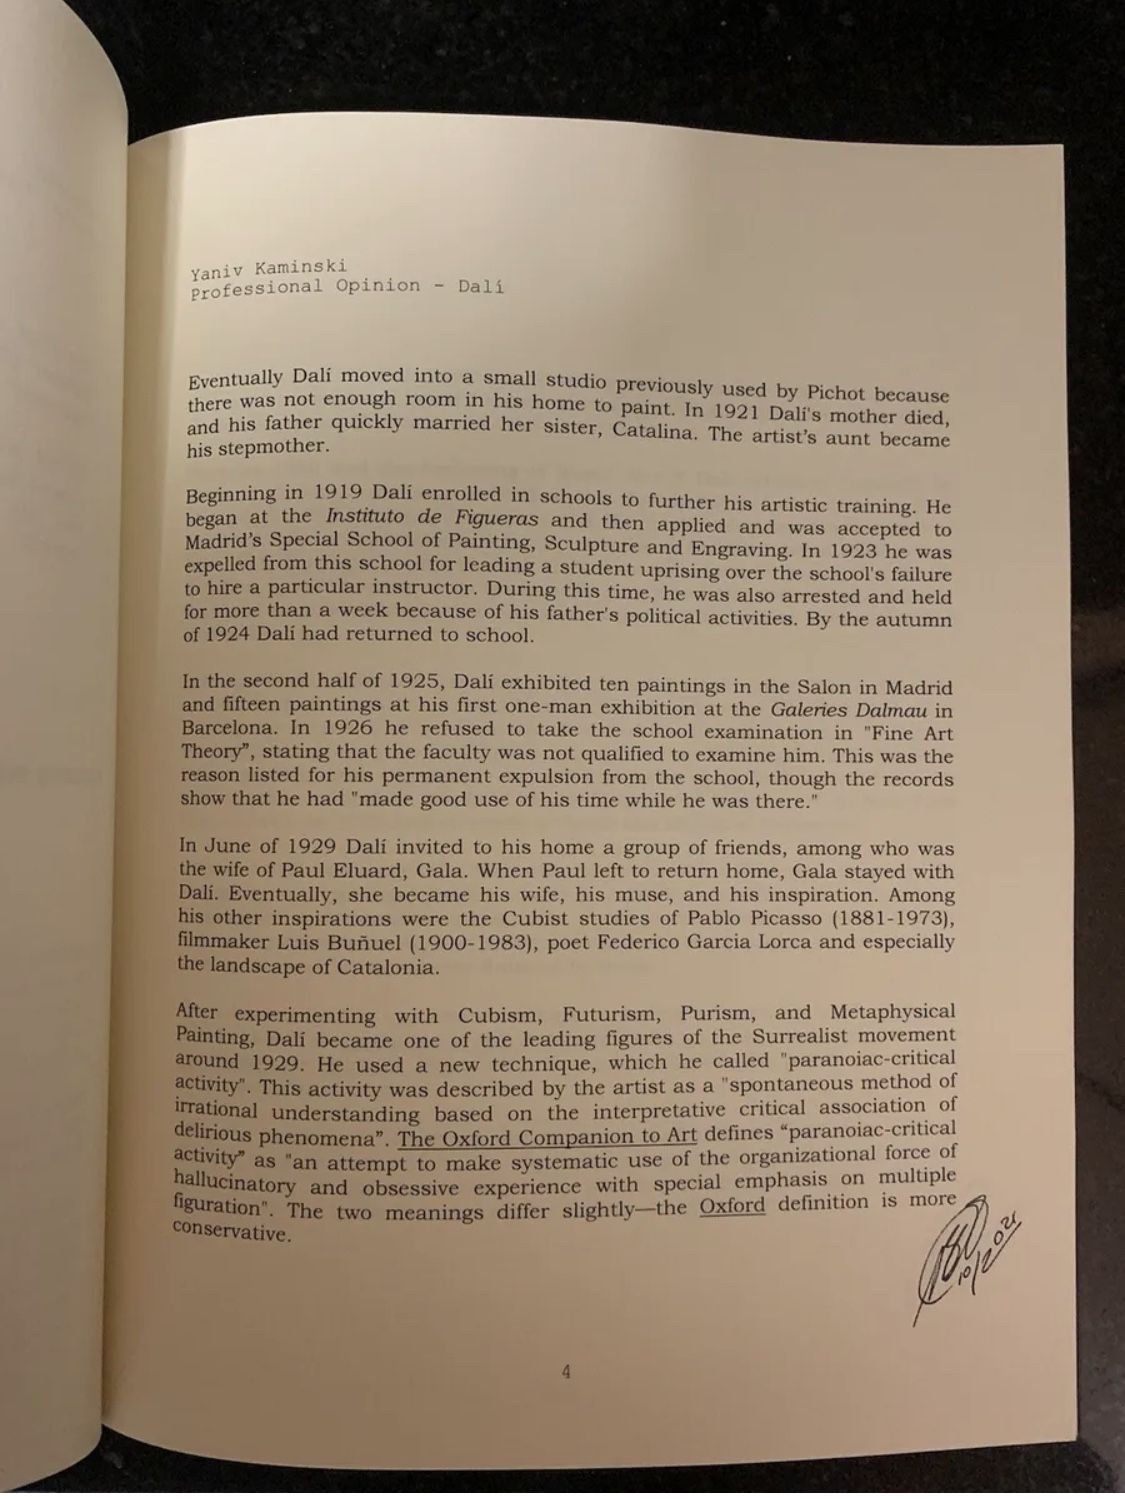 Yaniv Kaminski
Professional Opinion - Dalí
Eventually Dalí moved into a small studio previously used by Pichot because
there was not enough room in his home to paint. In 1921 Dalí's mother died,
and his father quickly married her sister, Catalina. The artist's aunt became
his stepmother.
Beginning in 1919 Dalí enrolled in schools to further his artistic training. He
began at the Instituto de Figueras and then applied and was accepted to
Madrid's Special School of Painting, Sculpture and Engraving. In 1923 he was
expelled from this school for leading a student uprising over the school's failure
to hire a particular instructor. During this time, he was also arrested and held
for more than a week because of his father's political activities. By the autumn
of 1924 Dalí had returned to school.
In the second half of 1925, Dalí exhibited ten paintings in the Salon in Madrid
and fifteen paintings at his first one-man exhibition at the Galeries Dalmau in
Barcelona. In 1926 he refused to take the school examination in "Fine Art
Theory”, stating that the faculty was not qualified to examine him. This was the
reason listed for his permanent expulsion from the school, though the records
show that he had "made good use of his time while he was there."
In June of 1929 Dalí invited to his home a group of friends, among who was
the wife of Paul Eluard, Gala. When Paul left to return home, Gala stayed with
Dalí. Eventually, she became his wife, his muse, and his inspiration. Among
his other inspirations were the Cubist studies of Pablo Picasso (1881-1973),
filmmaker Luis Buñuel (1900-1983), poet Federico Garcia Lorca and especially
the landscape of Catalonia.
After experimenting with Cubism, Futurism, Purism, and Metaphysical
Painting, Dalí became one of the leading figures of the Surrealist movement
around 1929. He used a new technique, which he called "paranoiac-critical
activity". This activity was described by the artist as a "spontaneous method of
irrational understanding based on the interpretative critical association of
delirious phenomena”. The Oxford Companion to Art defines “paranoiac-critical
activity” as "an attempt to make systematic use of the organizational force of
hallucinatory and obsessive experience with special emphasis on multiple
figuration". The two meanings differ slightly—the Oxford definition is more
conservative.
4